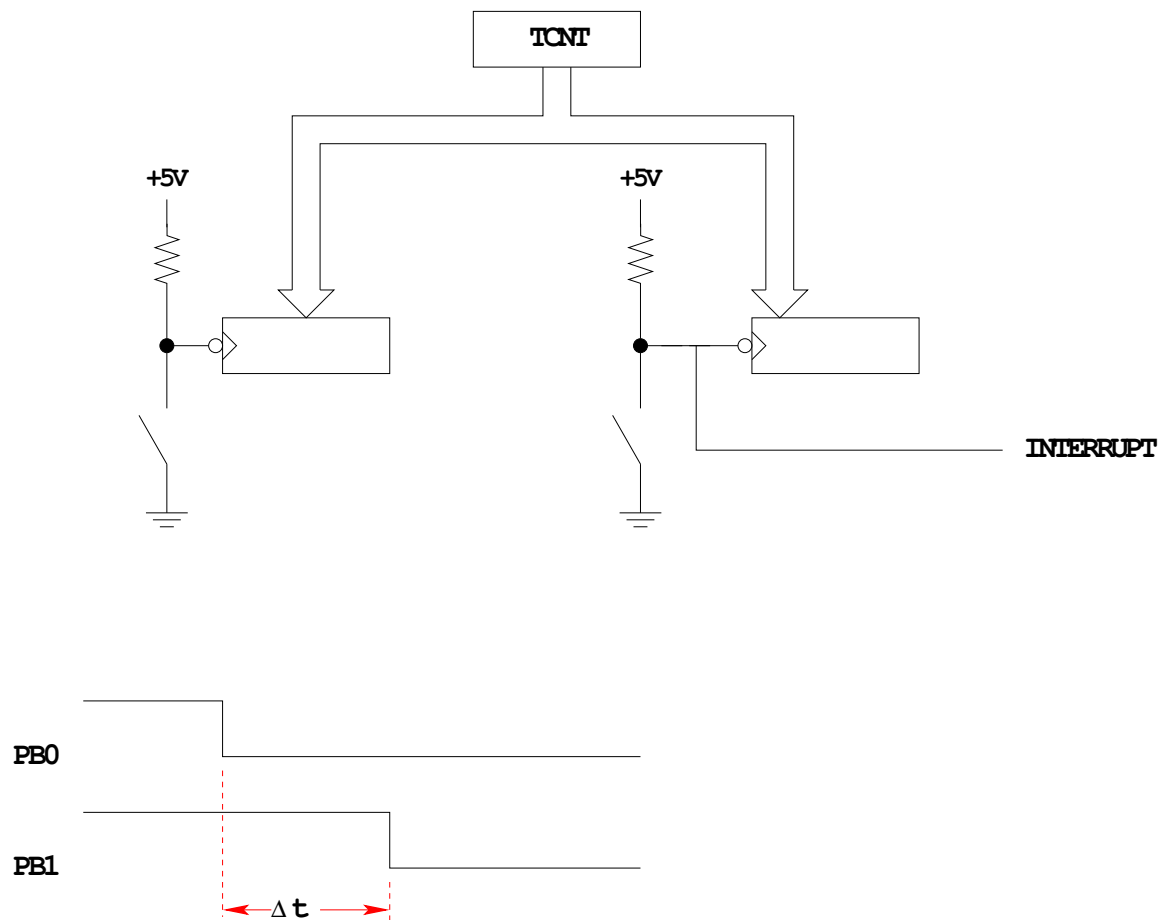 TCNT
+5V +5V
INTERRUPT
PB0
PB1
Δt